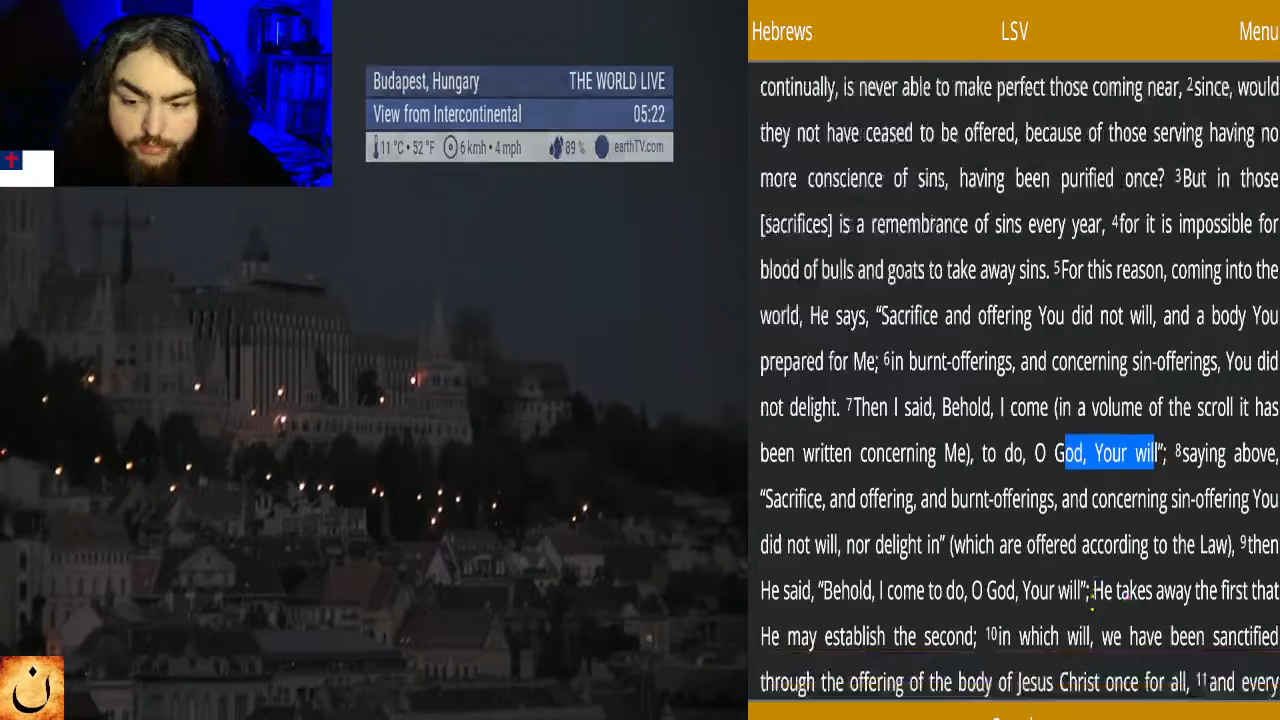 Budapest, Hungary THE WORLD LIVE
View from Intercontinental 05:22
11 °C • 52 °F 6 kmh • 4 mph 89 % earthTV.com
Hebrews LSV Menu
continually, is never able to make perfect those coming near, 2since, would
they not have ceased to be offered, because of those serving having no
more conscience of sins, having been purified once? 3But in those
[sacrifices] is a remembrance of sins every year, 4for it is impossible for
blood of bulls and goats to take away sins. 5For this reason, coming into the
world, He says, “Sacrifice and offering You did not will, and a body You
prepared for Me; 6in burnt-offerings, and concerning sin-offerings, You did
not delight. 7Then I said, Behold, I come (in a volume of the scroll it has
been written concerning Me), to do, O God, Your will”; 8saying above,
“Sacrifice, and offering, and burnt-offerings, and concerning sin-offering You
did not will, nor delight in” (which are offered according to the Law), 9then
He said, “Behold, I come to do, O God, Your will”; He takes away the first that
He may establish the second; 10in which will, we have been sanctified
through the offering of the body of Jesus Christ once for all, 11and every
ن